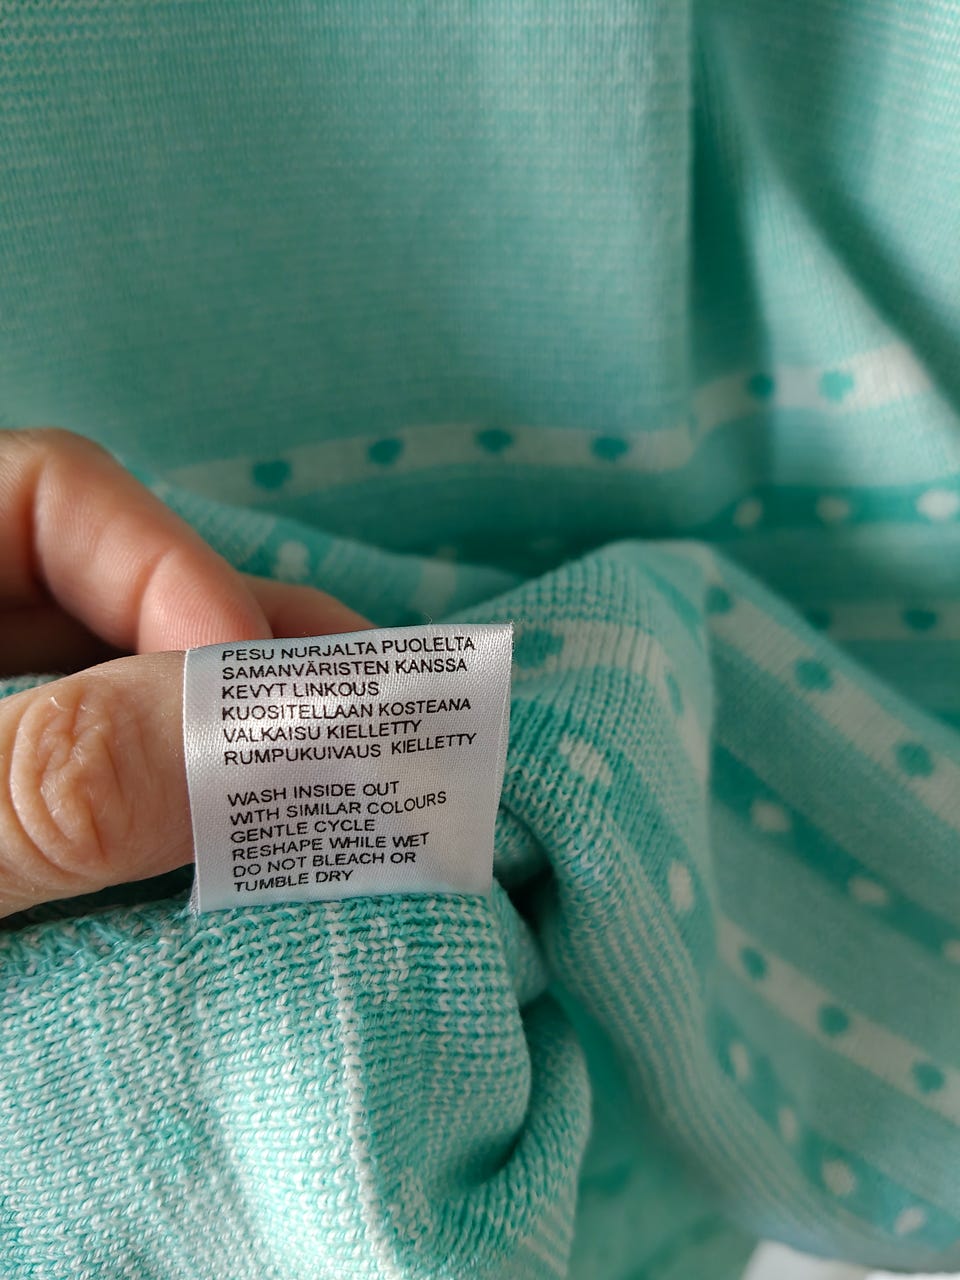 PESU NURJALTA PUOLELTA
SAMANVÄRISTEN KANSSA
KEVYT LINKOUS
KUOSITELLAAN KOSTEANA
VALKAISU KIELLETTY
RUMPUKUIVAUS KIELLETTY
WASH INSIDE OUT
WITH SIMILAR COLOURS
GENTLE CYCLE
RESHAPE WHILE WET
DO NOT BLEACH OR
TUMBLE DRY